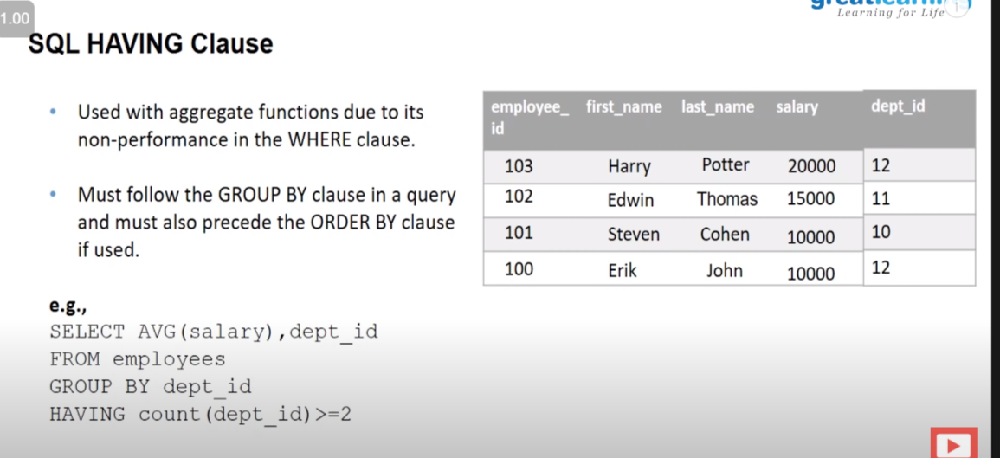 1.00
Learning for Life
SQL HAVING Clause
• Used with aggregate functions due to its
non-performance in the WHERE clause.
• Must follow the GROUP BY clause in a query
and must also precede the ORDER BY clause
if used.
e.g.,
SELECT AVG(salary),dept_id
FROM employees
GROUP BY dept_id
HAVING count(dept_id)>=2
employee_ first_name last_name salary dept_id
id
103 Harry Potter 20000 12
102 Edwin Thomas 15000 11
101 Steven Cohen 10000 10
100 Erik John 10000 12